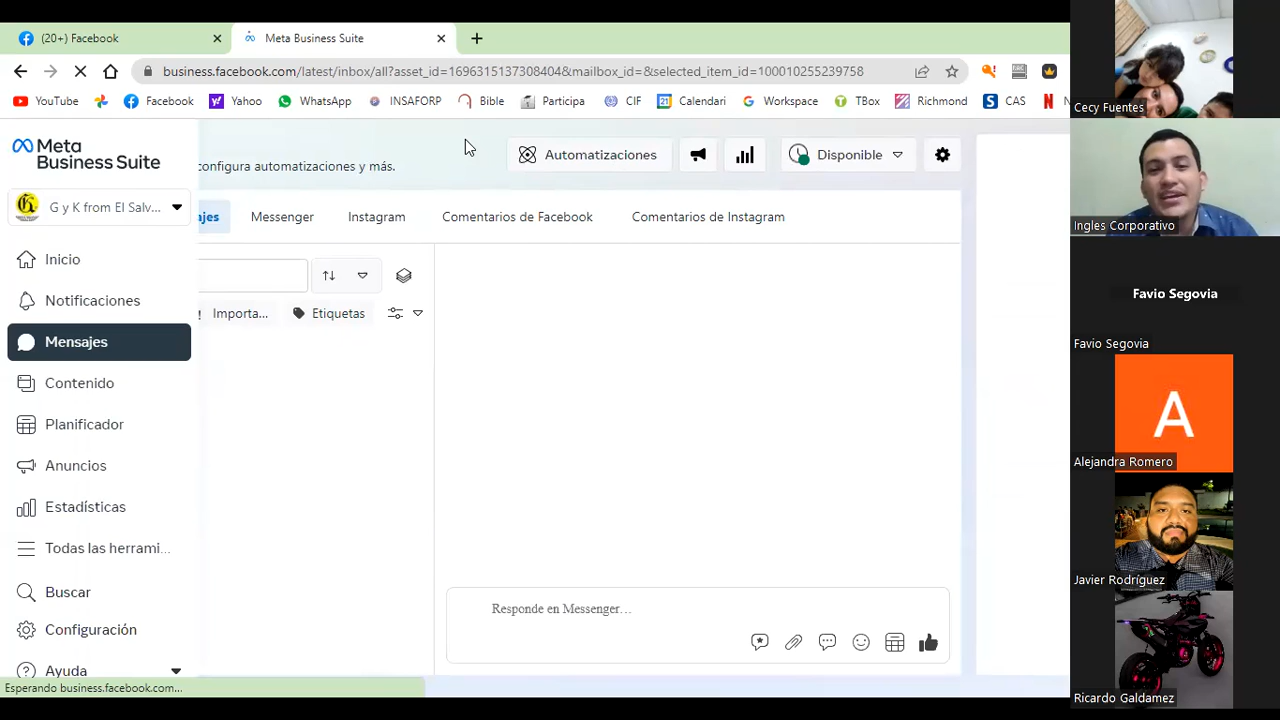 (20+) Facebook
Meta Business Suite
business.facebook.com/latest/inbox/all?asset_id=1696315137308404&mailbox_id=&selected_item_id=100010255239758
YouTube
Facebook
Yahoo
WhatsApp
INSAFORP
Bible
Participa
CIF
Calendari
Workspace
TBox
Richmond
CAS
Meta
Business Suite
configura automatizaciones y más.
Automatizaciones
Disponible
G y K from El Salv...
ajes
Messenger
Instagram
Comentarios de Facebook
Comentarios de Instagram
Inicio
Notificaciones
Importa...
Etiquetas
Mensajes
Contenido
Planificador
Anuncios
Estadísticas
Todas las herrami...
Buscar
Configuración
Ayuda
Responde en Messenger…
Esperando business.facebook.com...
Cecy Fuentes
Ingles Corporativo
Favio Segovia
Favio Segovia
A
Alejandra Romero
Javier Rodríguez
Ricardo Galdamez